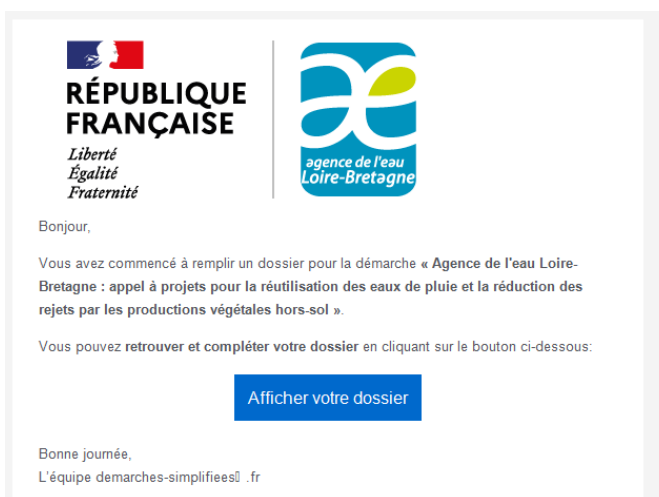 RÉPUBLIQUE
FRANÇAISE
Liberté
Égalité
Fraternité
æ
agence de l'eau
Loire-Bretagne
Bonjour,
Vous avez commencé à remplir un dossier pour la démarche « Agence de l'eau Loire-
Bretagne : appel à projets pour la réutilisation des eaux de pluie et la réduction des
rejets par les productions végétales hors-sol ».
Vous pouvez retrouver et compléter votre dossier en cliquant sur le bouton ci-dessous:
Afficher votre dossier
Bonne journée,
L'équipe demarches-simplifiees▯ .fr